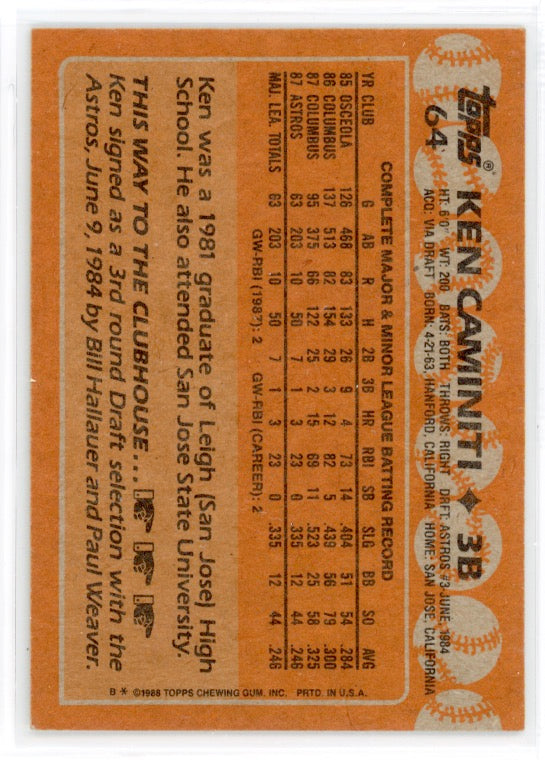 topps® KEN CAMINITI ♦ 3B
64 HT: 6'0" WT: 200 BATS: BOTH THROWS: RIGHT DRAFT: ASTROS #3-JUNE, 1984
ACQ: VIA DRAFT BORN: 4-21-63, HANFORD, CALIFORNIA HOME: SAN JOSE, CALIFORNIA
COMPLETE MAJOR & MINOR LEAGUE BATTING RECORD
YR CLUB G AB R H 2B 3B HR RBI SB SLG BB SO AVG
85 OSCEOLA 126 468 83 133 26 9 4 73 14 .404 51 54 .284
86 COLUMBUS 137 513 82 154 29 3 12 82 5 .439 56 79 .300
87 COLUMBUS 95 375 66 122 25 2 15 69 11 .523 25 58 .325
87 ASTROS 63 203 10 50 7 1 3 23 0 .335 12 44 .246
MAJ. LEA. TOTALS 63 203 10 50 7 1 3 23 0 .335 12 44 .246
GW-RBI (1987): 2 GW-RBI (CAREER): 2
Ken was a 1981 graduate of Leigh (San Jose) High
School. He also attended San Jose State University.
THIS WAY TO THE CLUBHOUSE...
Ken signed as a 3rd round Draft selection with the
Astros, June 9, 1984 by Bill Hallauer and Paul Weaver.
B* ©1988 TOPPS CHEWING GUM, INC. PRTD. IN U.S.A.